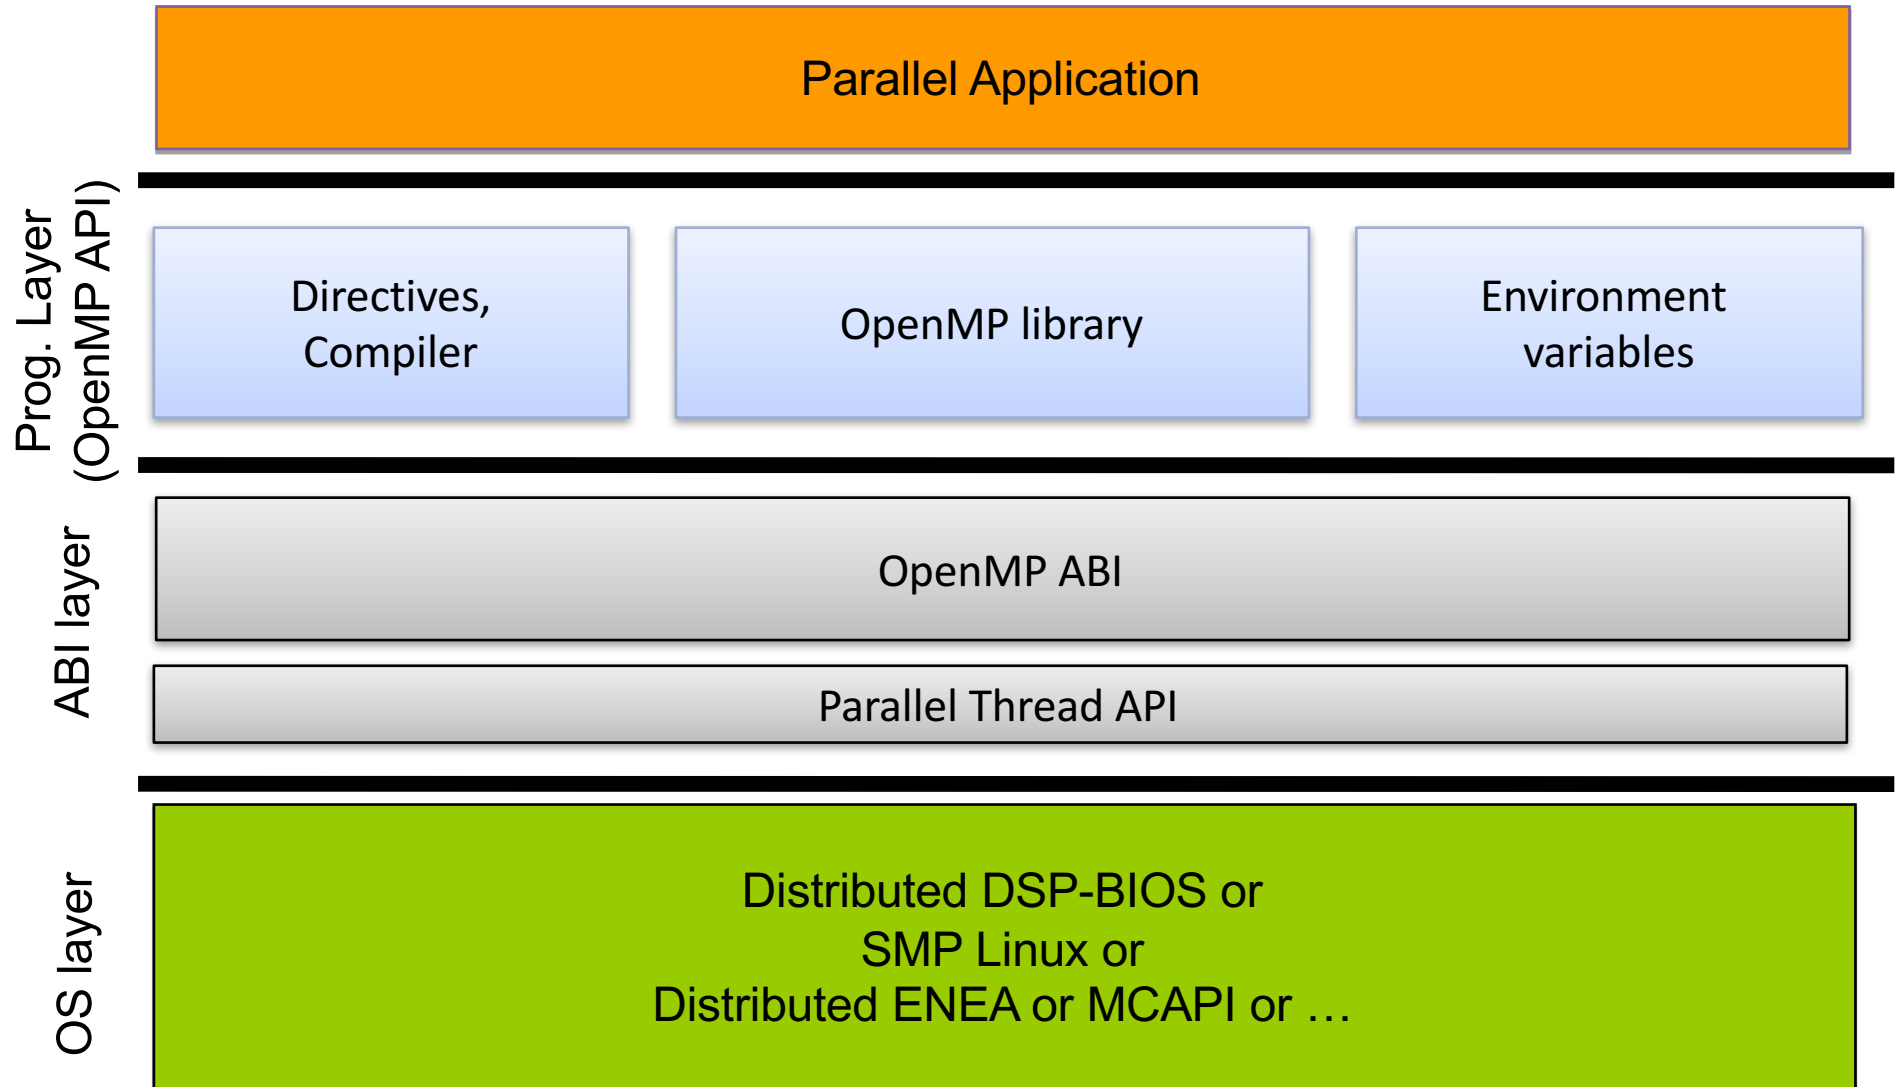 Parallel Application
Prog. Layer
(OpenMP API)
Directives,
Compiler
OpenMP library
Environment
variables
ABI layer
OpenMP ABI
Parallel Thread API
OS layer
Distributed DSP-BIOS or
SMP Linux or
Distributed ENEA or MCAPI or …